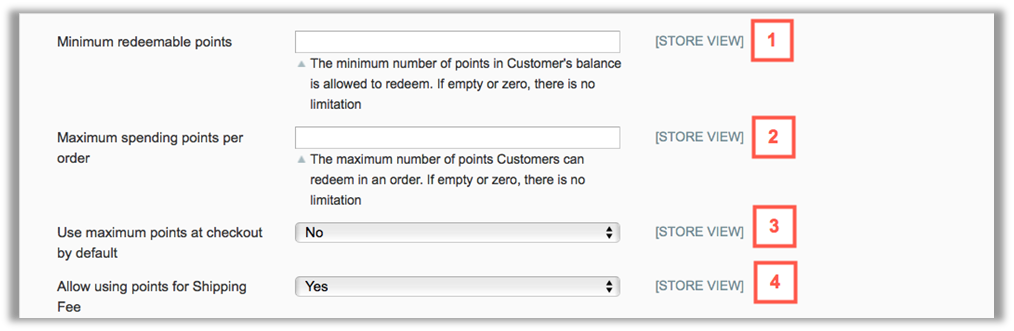 Minimum redeemable points [STORE VIEW] 1
The minimum number of points in Customer's balance
is allowed to redeem. If empty or zero, there is no
limitation
Maximum spending points per
order
[STORE VIEW] 2
The maximum number of points Customers can
redeem in an order. If empty or zero, there is no
limitation
Use maximum points at checkout
by default
No [STORE VIEW] 3
Allow using points for Shipping
Fee
Yes [STORE VIEW] 4